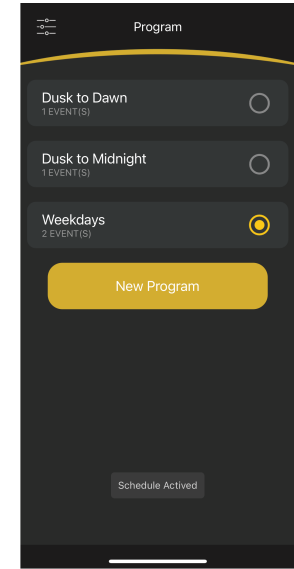 Program
Dusk to Dawn
1 EVENT(S)
Dusk to Midnight
1 EVENT(S)
Weekdays
2 EVENT(S)
New Program
Schedule Actived